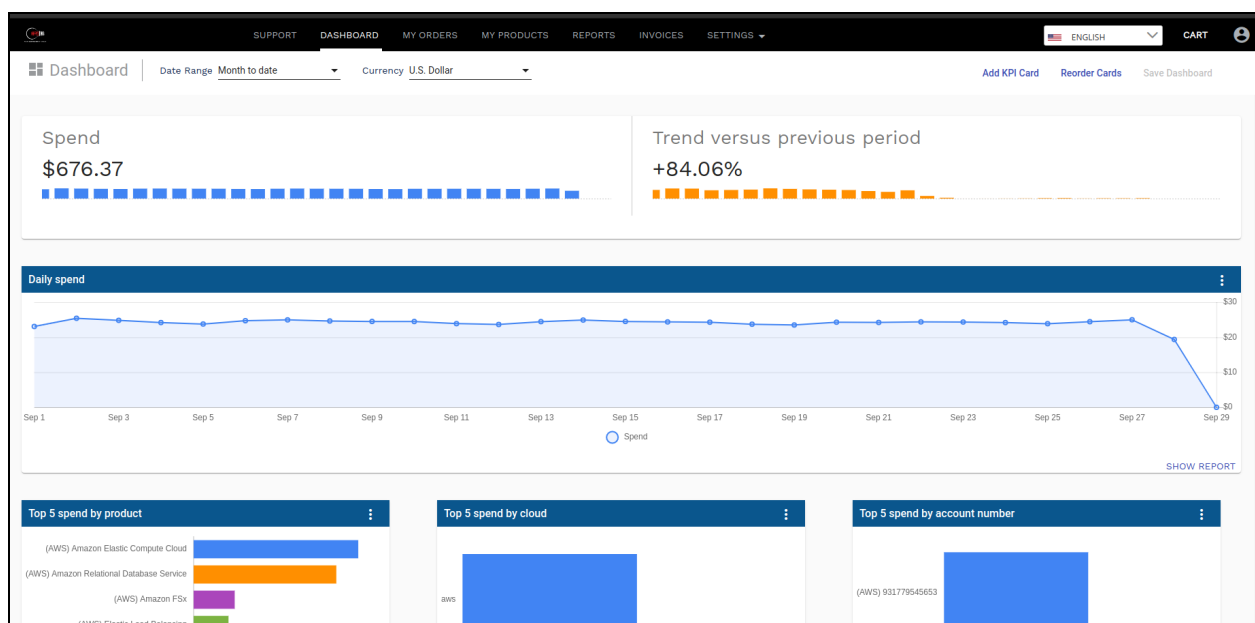 SUPPORT DASHBOARD MY ORDERS MY PRODUCTS REPORTS INVOICES SETTINGS ENGLISH CART
Dashboard Date Range Month to date Currency U.S. Dollar Add KPI Card Reorder Cards Save Dashboard
Spend
$676.37
Trend versus previous period
+84.06%
Daily spend
$30
$20
$10
$0
Sep 1 Sep 3 Sep 5 Sep 7 Sep 9 Sep 11 Sep 13 Sep 15 Sep 17 Sep 19 Sep 21 Sep 23 Sep 25 Sep 27 Sep 29
Spend
SHOW REPORT
Top 5 spend by product
(AWS) Amazon Elastic Compute Cloud
(AWS) Amazon Relational Database Service
(AWS) Amazon FSx
(AWS) Elastic Load Balancing
Top 5 spend by cloud
aws
Top 5 spend by account number
(AWS) 931779545653